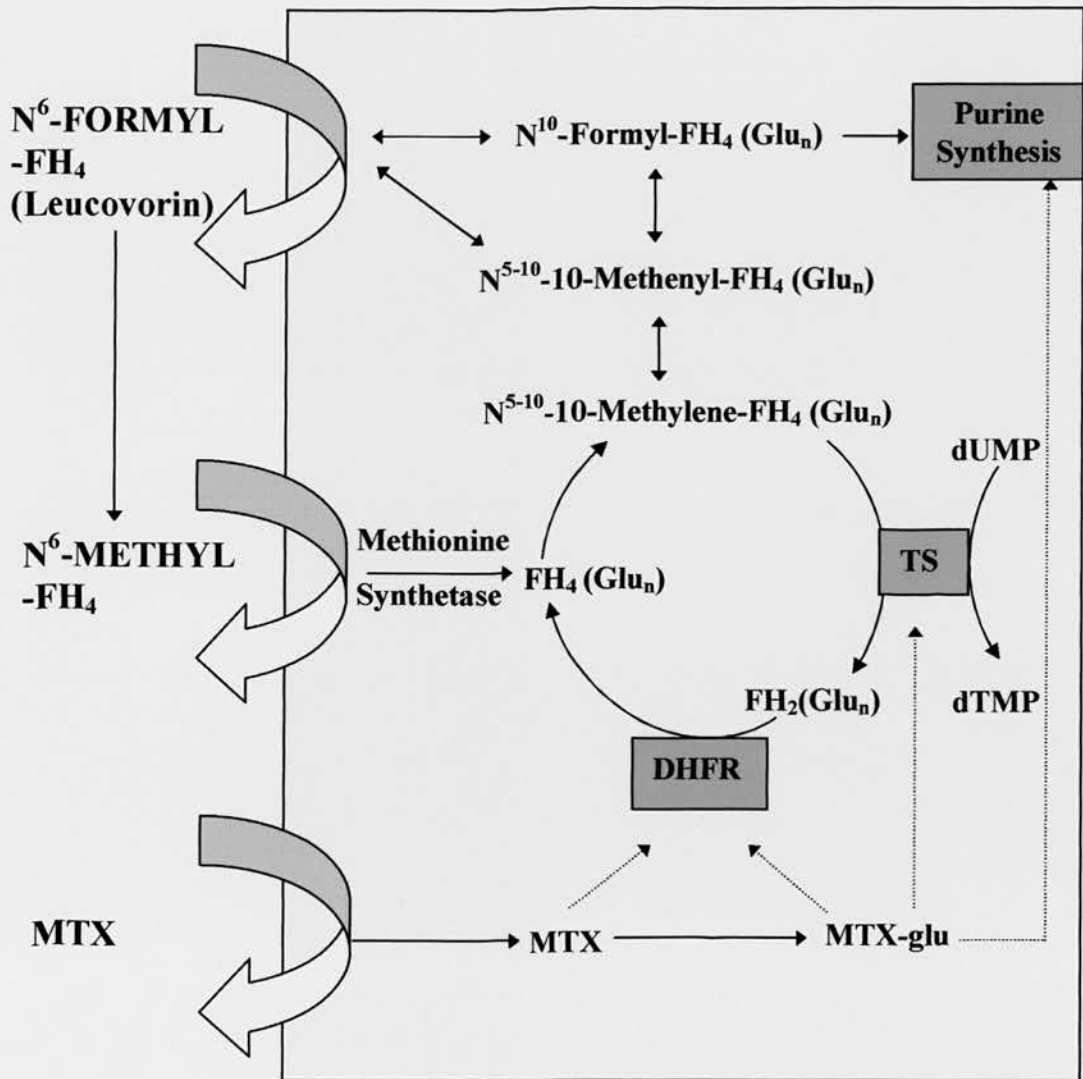 N⁶-FORMYL
-FH₄
(Leucovorin)
N¹⁰-Formyl-FH₄ (Gluₙ)
Purine
Synthesis
N⁵⁻¹⁰-10-Methenyl-FH₄ (Gluₙ)
N⁵⁻¹⁰-10-Methylene-FH₄ (Gluₙ)
dUMP
N⁶-METHYL
-FH₄
Methionine
Synthetase
FH₄ (Gluₙ)
TS
FH₂(Gluₙ)
dTMP
DHFR
MTX
MTX
MTX-glu